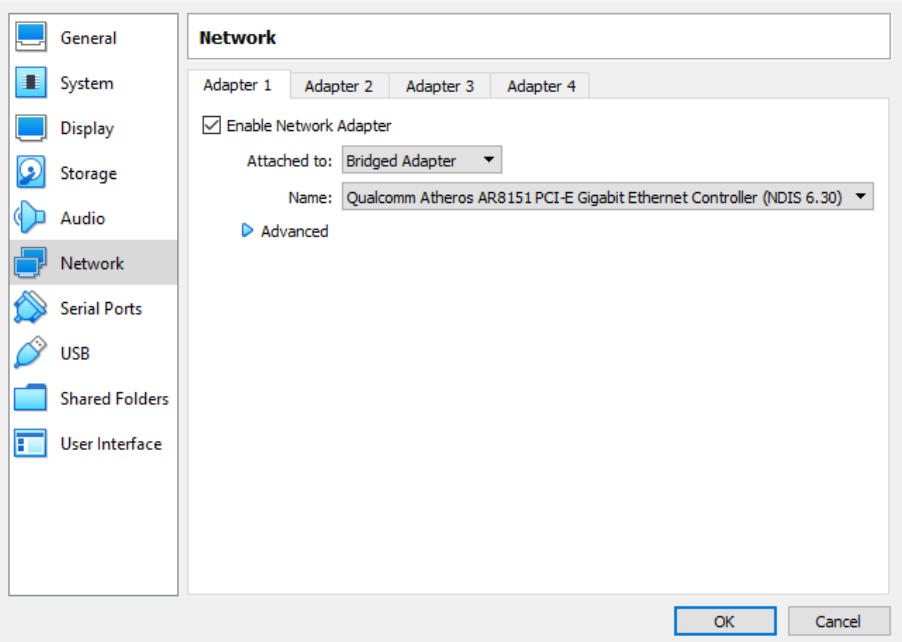 General
System
Display
Storage
Audio
Network
Serial Ports
USB
Shared Folders
User Interface
Network
Adapter 1
Adapter 2
Adapter 3
Adapter 4
Enable Network Adapter
Attached to: Bridged Adapter
Name: Qualcomm Atheros AR8151 PCI-E Gigabit Ethernet Controller (NDIS 6.30)
Advanced
OK
Cancel